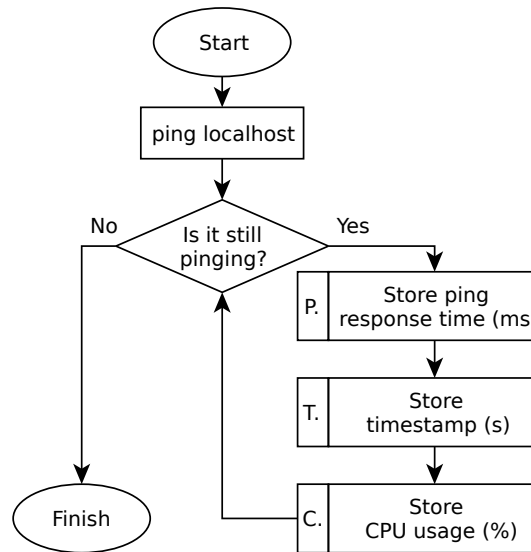 Start
ping localhost
No
Is it still
pinging?
Yes
P.
Store ping
response time (ms
T.
Store
timestamp (s)
C.
Store
CPU usage (%)
Finish